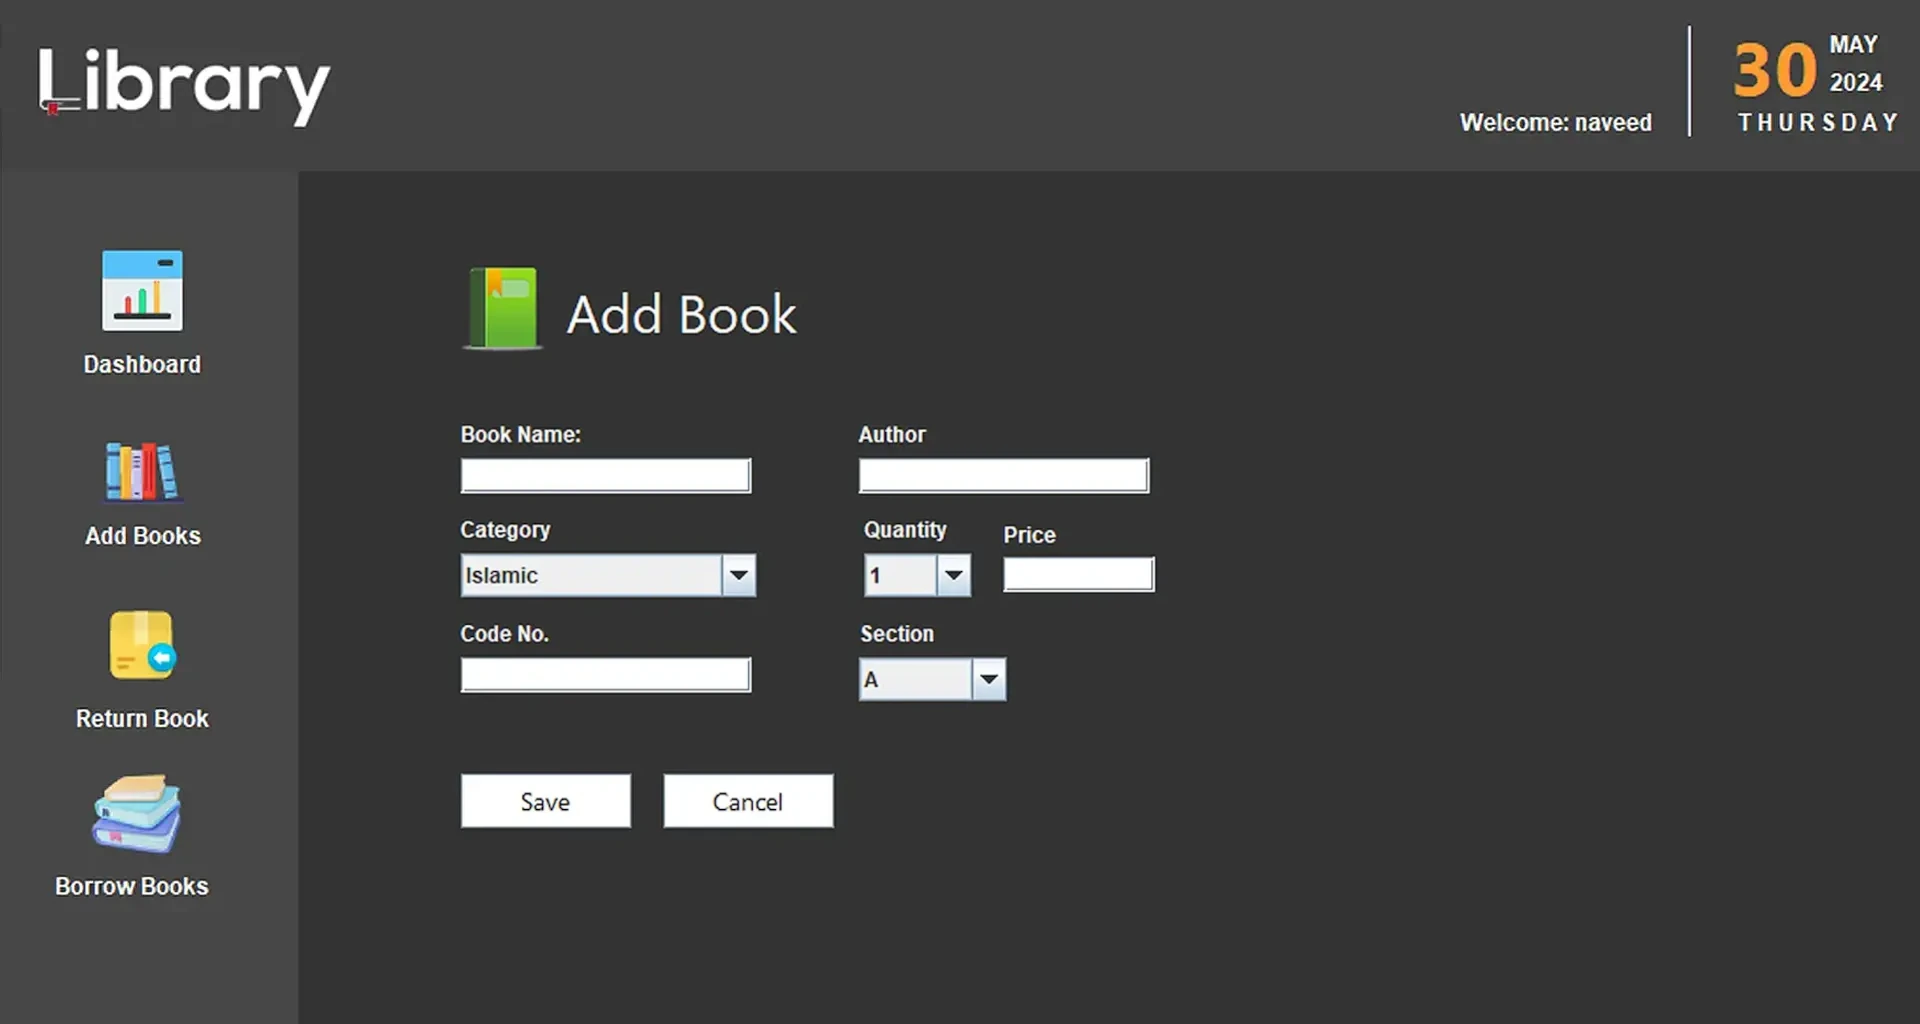 Library
Welcome: naveed
30
MAY
2024
THURSDAY
Dashboard
Add Books
Return Book
Borrow Books
Add Book
Book Name:
Author
Category
Quantity
Price
Islamic
1
Code No.
Section
A
Save
Cancel